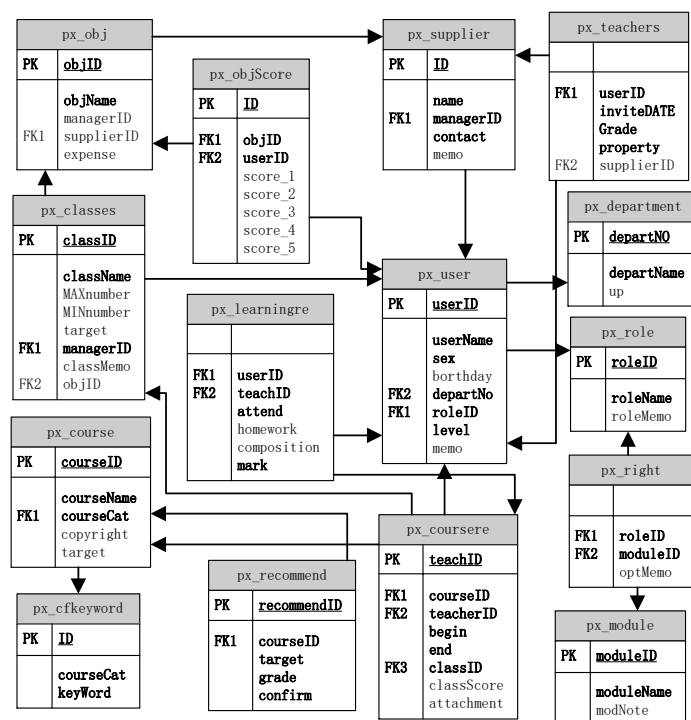 px_obj
PK objID
objName
managerID
FK1 supplierID
expense
px_objScore
PK ID
FK1 objID
FK2 userID
score_1
score_2
score_3
score_4
score_5
px_supplier
PK ID
name
FK1 managerID
contact
memo
px_teachers
FK1 userID
inviteDATE
Grade
property
FK2 supplierID
px_classes
PK classID
className
MAXnumber
MINnumber
target
FK1 managerID
classMemo
FK2 objID
px_learningre
FK1 userID
FK2 teachID
attend
homework
composition
mark
px_user
PK userID
userName
sex
borthday
FK2 departNo
FK1 roleID
level
memo
px_department
PK departNO
departName
up
px_role
PK roleID
roleName
roleMemo
px_course
PK courseID
courseName
FK1 courseCat
copyright
target
px_right
FK1 roleID
FK2 moduleID
optMemo
px_cfkeyword
PK ID
courseCat
keyWord
px_recommend
PK recommendID
FK1 courseID
target
grade
confirm
px_coursere
PK teachID
FK1 courseID
FK2 teacherID
begin
end
FK3 classID
classScore
attachment
px_module
PK moduleID
moduleName
modNote